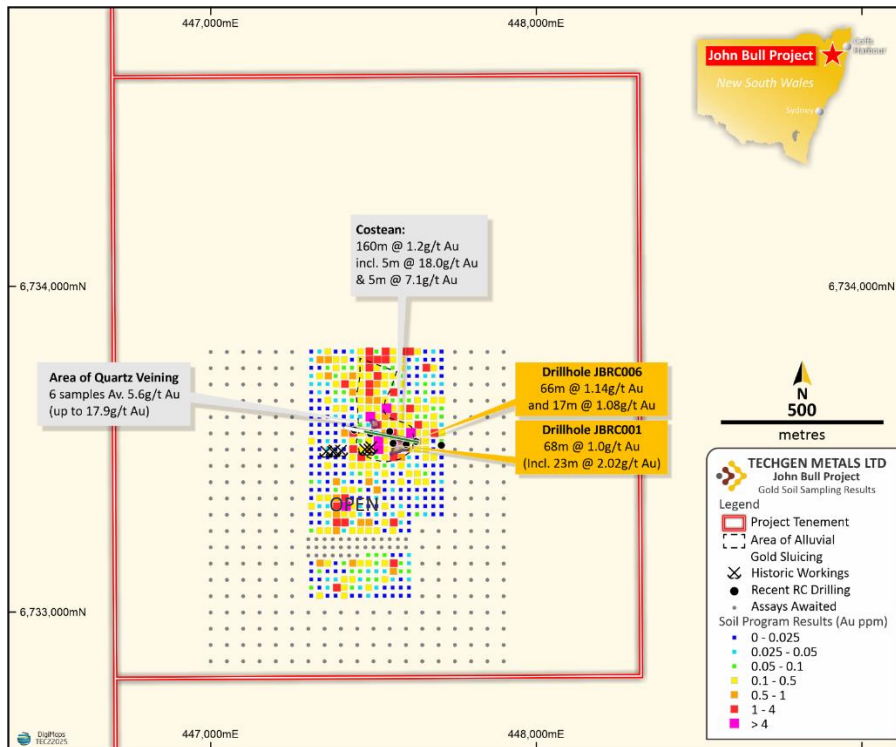 447,000mE
448,000mE
Coffs
Harbour
John Bull Project
New South Wales
Sydney
Costean:
160m @ 1.2g/t Au
incl. 5m @ 18.0g/t Au
& 5m @ 7.1g/t Au
6,734,000mN
6,734,000mN
Area of Quartz Veining
6 samples Av. 5.6g/t Au
(up to 17.9g/t Au)
Drillhole JBRC006
66m @ 1.14g/t Au
and 17m @ 1.08g/t Au
Drillhole JBRC001
68m @ 1.0g/t Au
(Incl. 23m @ 2.02g/t Au)
N
500
metres
OPEN
TECHGEN METALS LTD
John Bull Project
Gold Soil Sampling Results
Legend
Project Tenement
Area of Alluvial
Gold Sluicing
Historic Workings
Recent RC Drilling
Assays Awaited
Soil Program Results (Au ppm)
0 - 0.025
0.025 - 0.05
0.05 - 0.1
0.1 - 0.5
0.5 - 1
1 - 4
> 4
6,733,000mN
447,000mE
448,000mE
DigiMaps
TEC22025